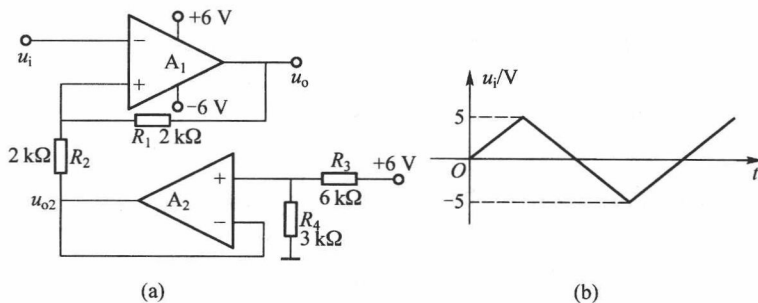 +6 V
u_i
−
A₁
+
u_o
−6 V
R₁ 2 kΩ
2 kΩ R₂
u_o2
A₂
+
−
R₃
6 kΩ
+6 V
R₄
3 kΩ
(a)
u_i/V
5
O
t
−5
(b)